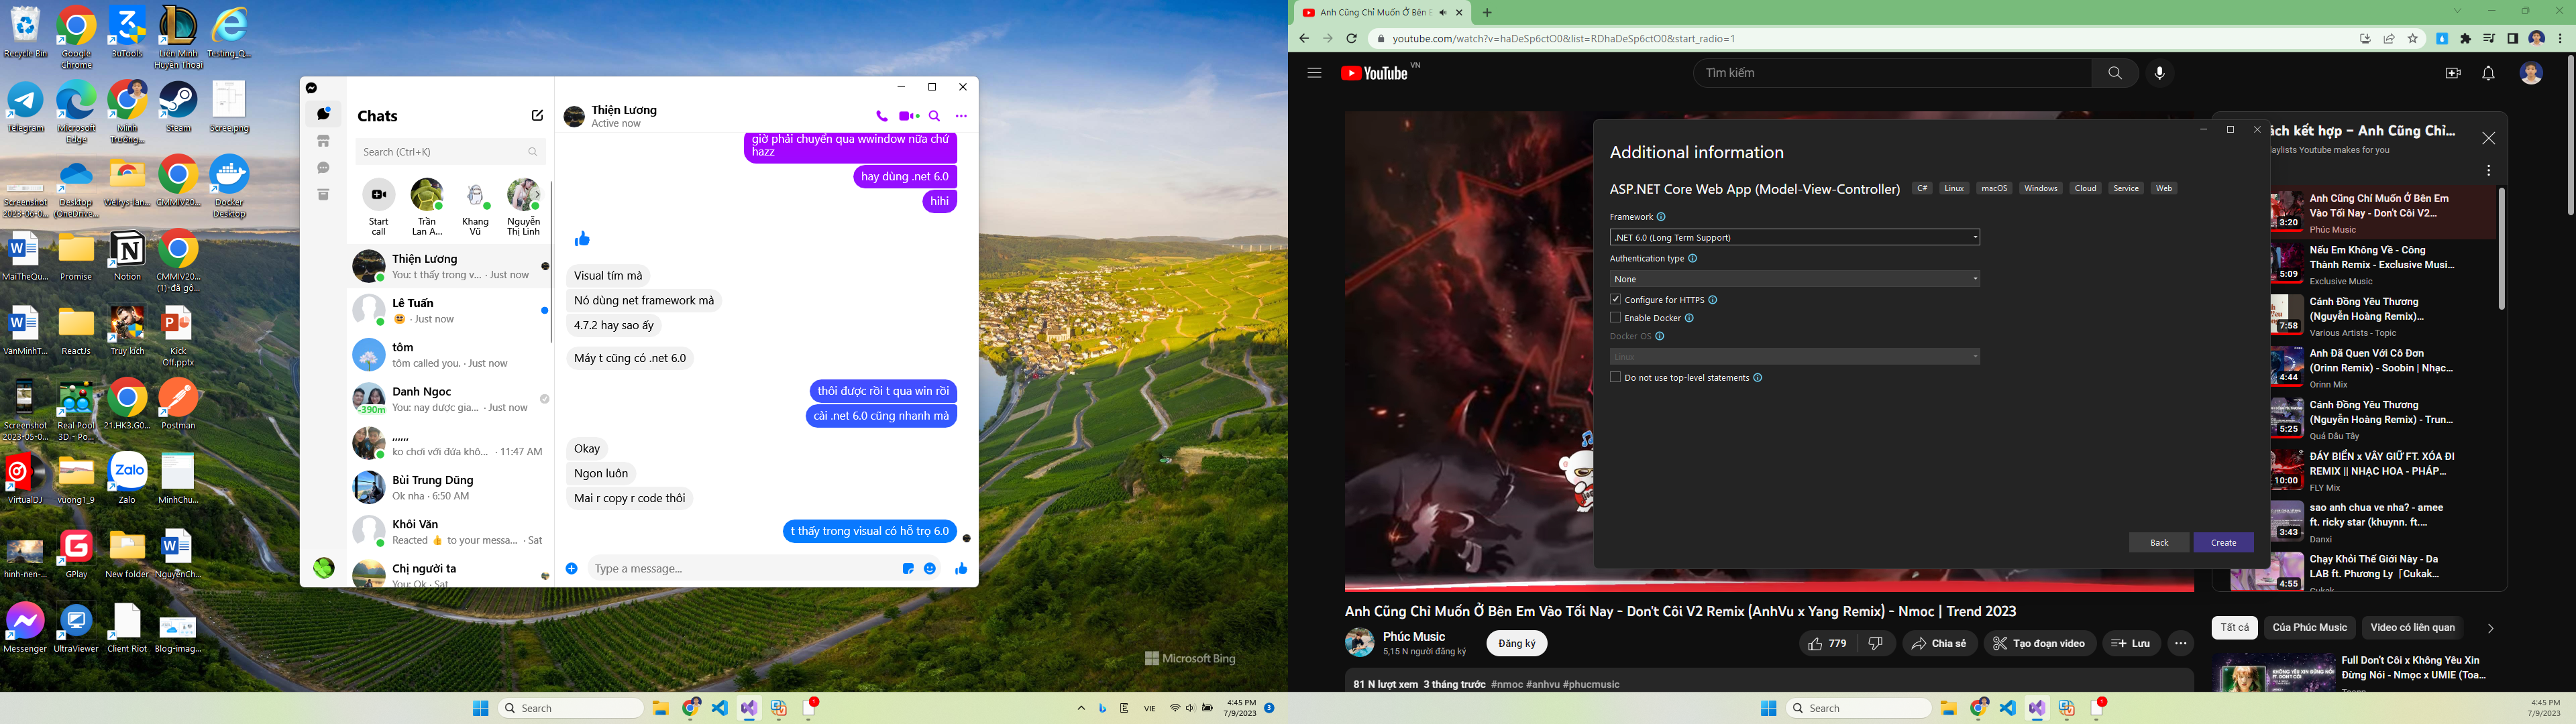 Recycle Bin
Google Chrome
3uTools
Liên Minh Huyền Thoại
Testing_Q...
Telegram
Microsoft Edge
Minh Trường...
Steam
Scree.png
Screenshot 2023-06-0...
Desktop (OneDrive...
Welrys-lan...
CMMIV20...
Docker Desktop
MaiTheQu...
Promise
Notion
CMMIV20... (1)-đã gộ...
VanMinhT...
ReactJs
Truy kich
Kick Off.pptx
Screenshot 2023-05-0...
Real Pool 3D - Po...
21.HK3.G0...
Postman
VirtualDJ
vuong1_9
Zalo
MinhChu...
hinh-nen-...
GPlay
New folder
NguyenCh...
Messenger
UltraViewer
Client Riot
Blog-imag...
Chats
Search (Ctrl+K)
Start call
Trần Lan A...
Khang Vũ
Nguyễn Thị Linh
Thiện Lương
You: t thấy trong v... · Just now
Lê Tuấn
· Just now
tôm
tôm called you. · Just now
Danh Ngọc
You: nay dược gia... · Just now
-390m
,,,,,,
ko chơi với đứa khô... · 11:47 AM
Bùi Trung Dũng
Ok nha · 6:50 AM
Khôi Văn
Reacted 👍 to your messa... · Sat
Chị người ta
You: Ok · Sat
Thiện Lương
Active now
giờ phải chuyển qua wwindow nữa chứ
hazz
hay dùng .net 6.0
hihi
Visual tím mà
Nó dùng net framework mà
4.7.2 hay sao ấy
Máy t cũng có .net 6.0
thôi được rồi t qua win rồi
cài .net 6.0 cũng nhanh mà
Okay
Ngon luôn
Mai r copy r code thôi
t thấy trong visual có hỗ trợ 6.0
Type a message...
Microsoft Bing
Search
VIE
4:45 PM
7/9/2023
3
Anh Cũng Chỉ Muốn Ở Bên E
youtube.com/watch?v=haDeSp6ctO0&list=RDhaDeSp6ctO0&start_radio=1
YouTube VN
Tìm kiếm
Additional information
ASP.NET Core Web App (Model-View-Controller)
C# Linux macOS Windows Cloud Service Web
Framework
.NET 6.0 (Long Term Support)
Authentication type
None
Configure for HTTPS
Enable Docker
Docker OS
Linux
Do not use top-level statements
Back
Create
ách kết hợp – Anh Cũng Chỉ...
laylists Youtube makes for you
Anh Cũng Chỉ Muốn Ở Bên Em
Vào Tối Nay - Don't Côi V2...
3:20
Phúc Music
Nếu Em Không Về - Công
Thành Remix - Exclusive Musi...
5:09
Exclusive Music
Cánh Đồng Yêu Thương
(Nguyễn Hoàng Remix)...
7:58
Various Artists - Topic
Anh Đã Quen Với Cô Đơn
(Orinn Remix) - Soobin | Nhạc...
4:44
Orinn Mix
Cánh Đồng Yêu Thương
(Nguyễn Hoàng Remix) - Trun...
5:25
Quả Dâu Tây
ĐÁY BIỂN x VÂY GIỮ FT. XÓA ĐI
REMIX || NHẠC HOA - PHÁP...
10:00
FLY Mix
sao anh chua ve nha? - amee
ft. ricky star (khuynn. ft....
3:43
Danxi
Chạy Khỏi Thế Giới Này - Da
LAB ft. Phương Ly「Cukak...
4:55
Cukak
Anh Cũng Chỉ Muốn Ở Bên Em Vào Tối Nay - Don't Côi V2 Remix (AnhVu x Yang Remix) - Nmoc | Trend 2023
Phúc Music
5,15 N người đăng ký
Đăng ký
779
Chia sẻ
Tạo đoạn video
Lưu
81 N lượt xem 3 tháng trước #nmoc #anhvu #phucmusic
Tất cả
Của Phúc Music
Video có liên quan
Full Don't Côi x Không Yêu Xin
Đừng Nói - Nmoc x UMIE (Toa...
Search
4:45 PM
7/9/2023